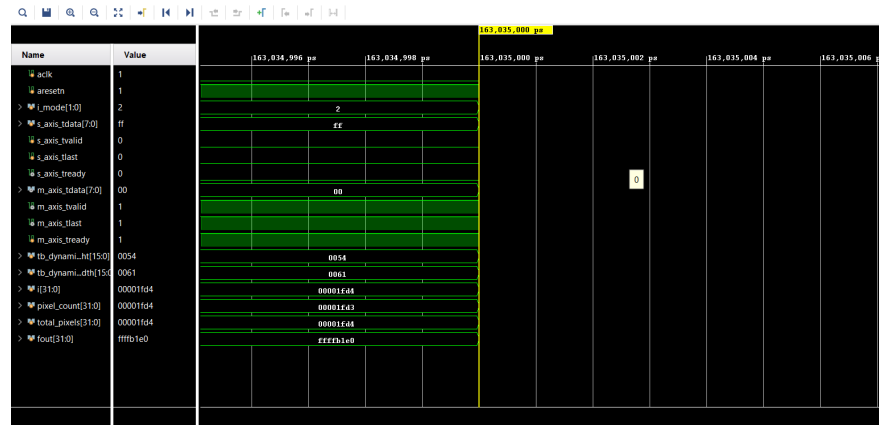 163,035,000 ps
Name Value
163,034,996 ps 163,034,998 ps 163,035,000 ps 163,035,002 ps 163,035,004 ps 163,035,006 p
aclk 1
aresetn 1
> i_mode[1:0] 2 2
> s_axis_tdata[7:0] ff ff
s_axis_tvalid 0
s_axis_tlast 0
s_axis_tready 0
0
> m_axis_tdata[7:0] 00 00
m_axis_tvalid 1
m_axis_tlast 1
m_axis_tready 1
> tb_dynami...ht[15:0] 0054 0054
> tb_dynami...dth[15:0 0061 0061
> i[31:0] 00001fd4 00001fd4
> pixel_count[31:0] 00001fd4 00001fd3
> total_pixels[31:0] 00001fd4 00001fd4
> fout[31:0] ffffb1e0 ffffb1e0